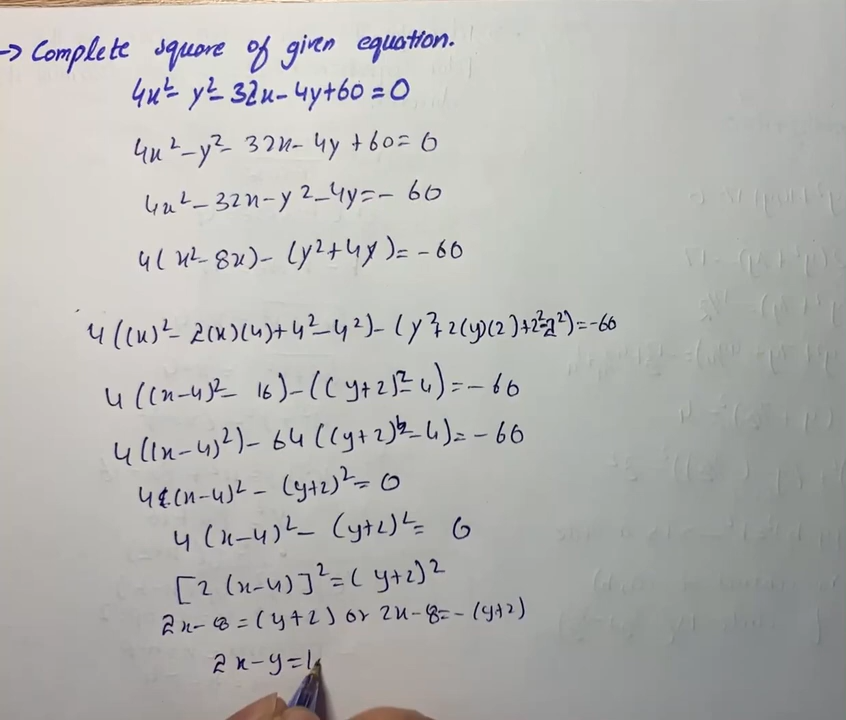 → Complete square of given equation.
4x²- y²- 32x- 4y+60=0
4x²-y²- 32x- 4y+60=0
4x²-32x-y²-4y=- 60
4(x²-8x)- (y²+4y)=-60
4((x)²- 2(x)(4)+4²-4²)- (y²+2(y)(2)+2²-2²)=-60
4((x-4)²- 16)-((y+2)²-4)=-60
4((x-4)²)- 64((y+2)²-4)=-60
4((x-4)²- (y+2)²=0
4(x-4)²- (y+2)²= 0
[2(x-4)]²=(y+2)²
2x-8=(y+2) or 2x-8=-(y+2)
2x-y=1